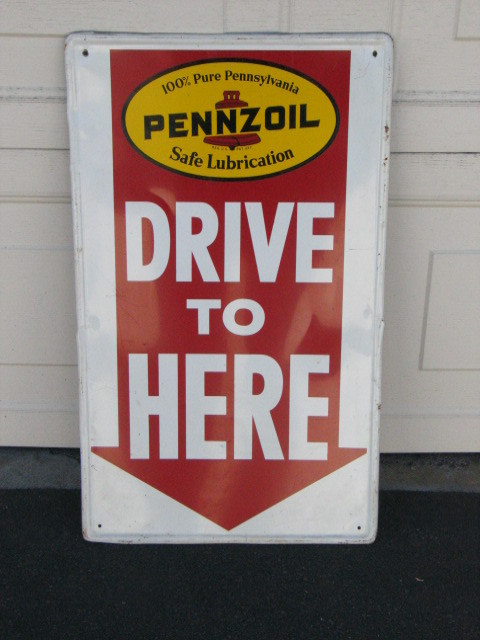 100% Pure Pennsylvania
PENNZOIL
Safe Lubrication
DRIVE
TO
HERE